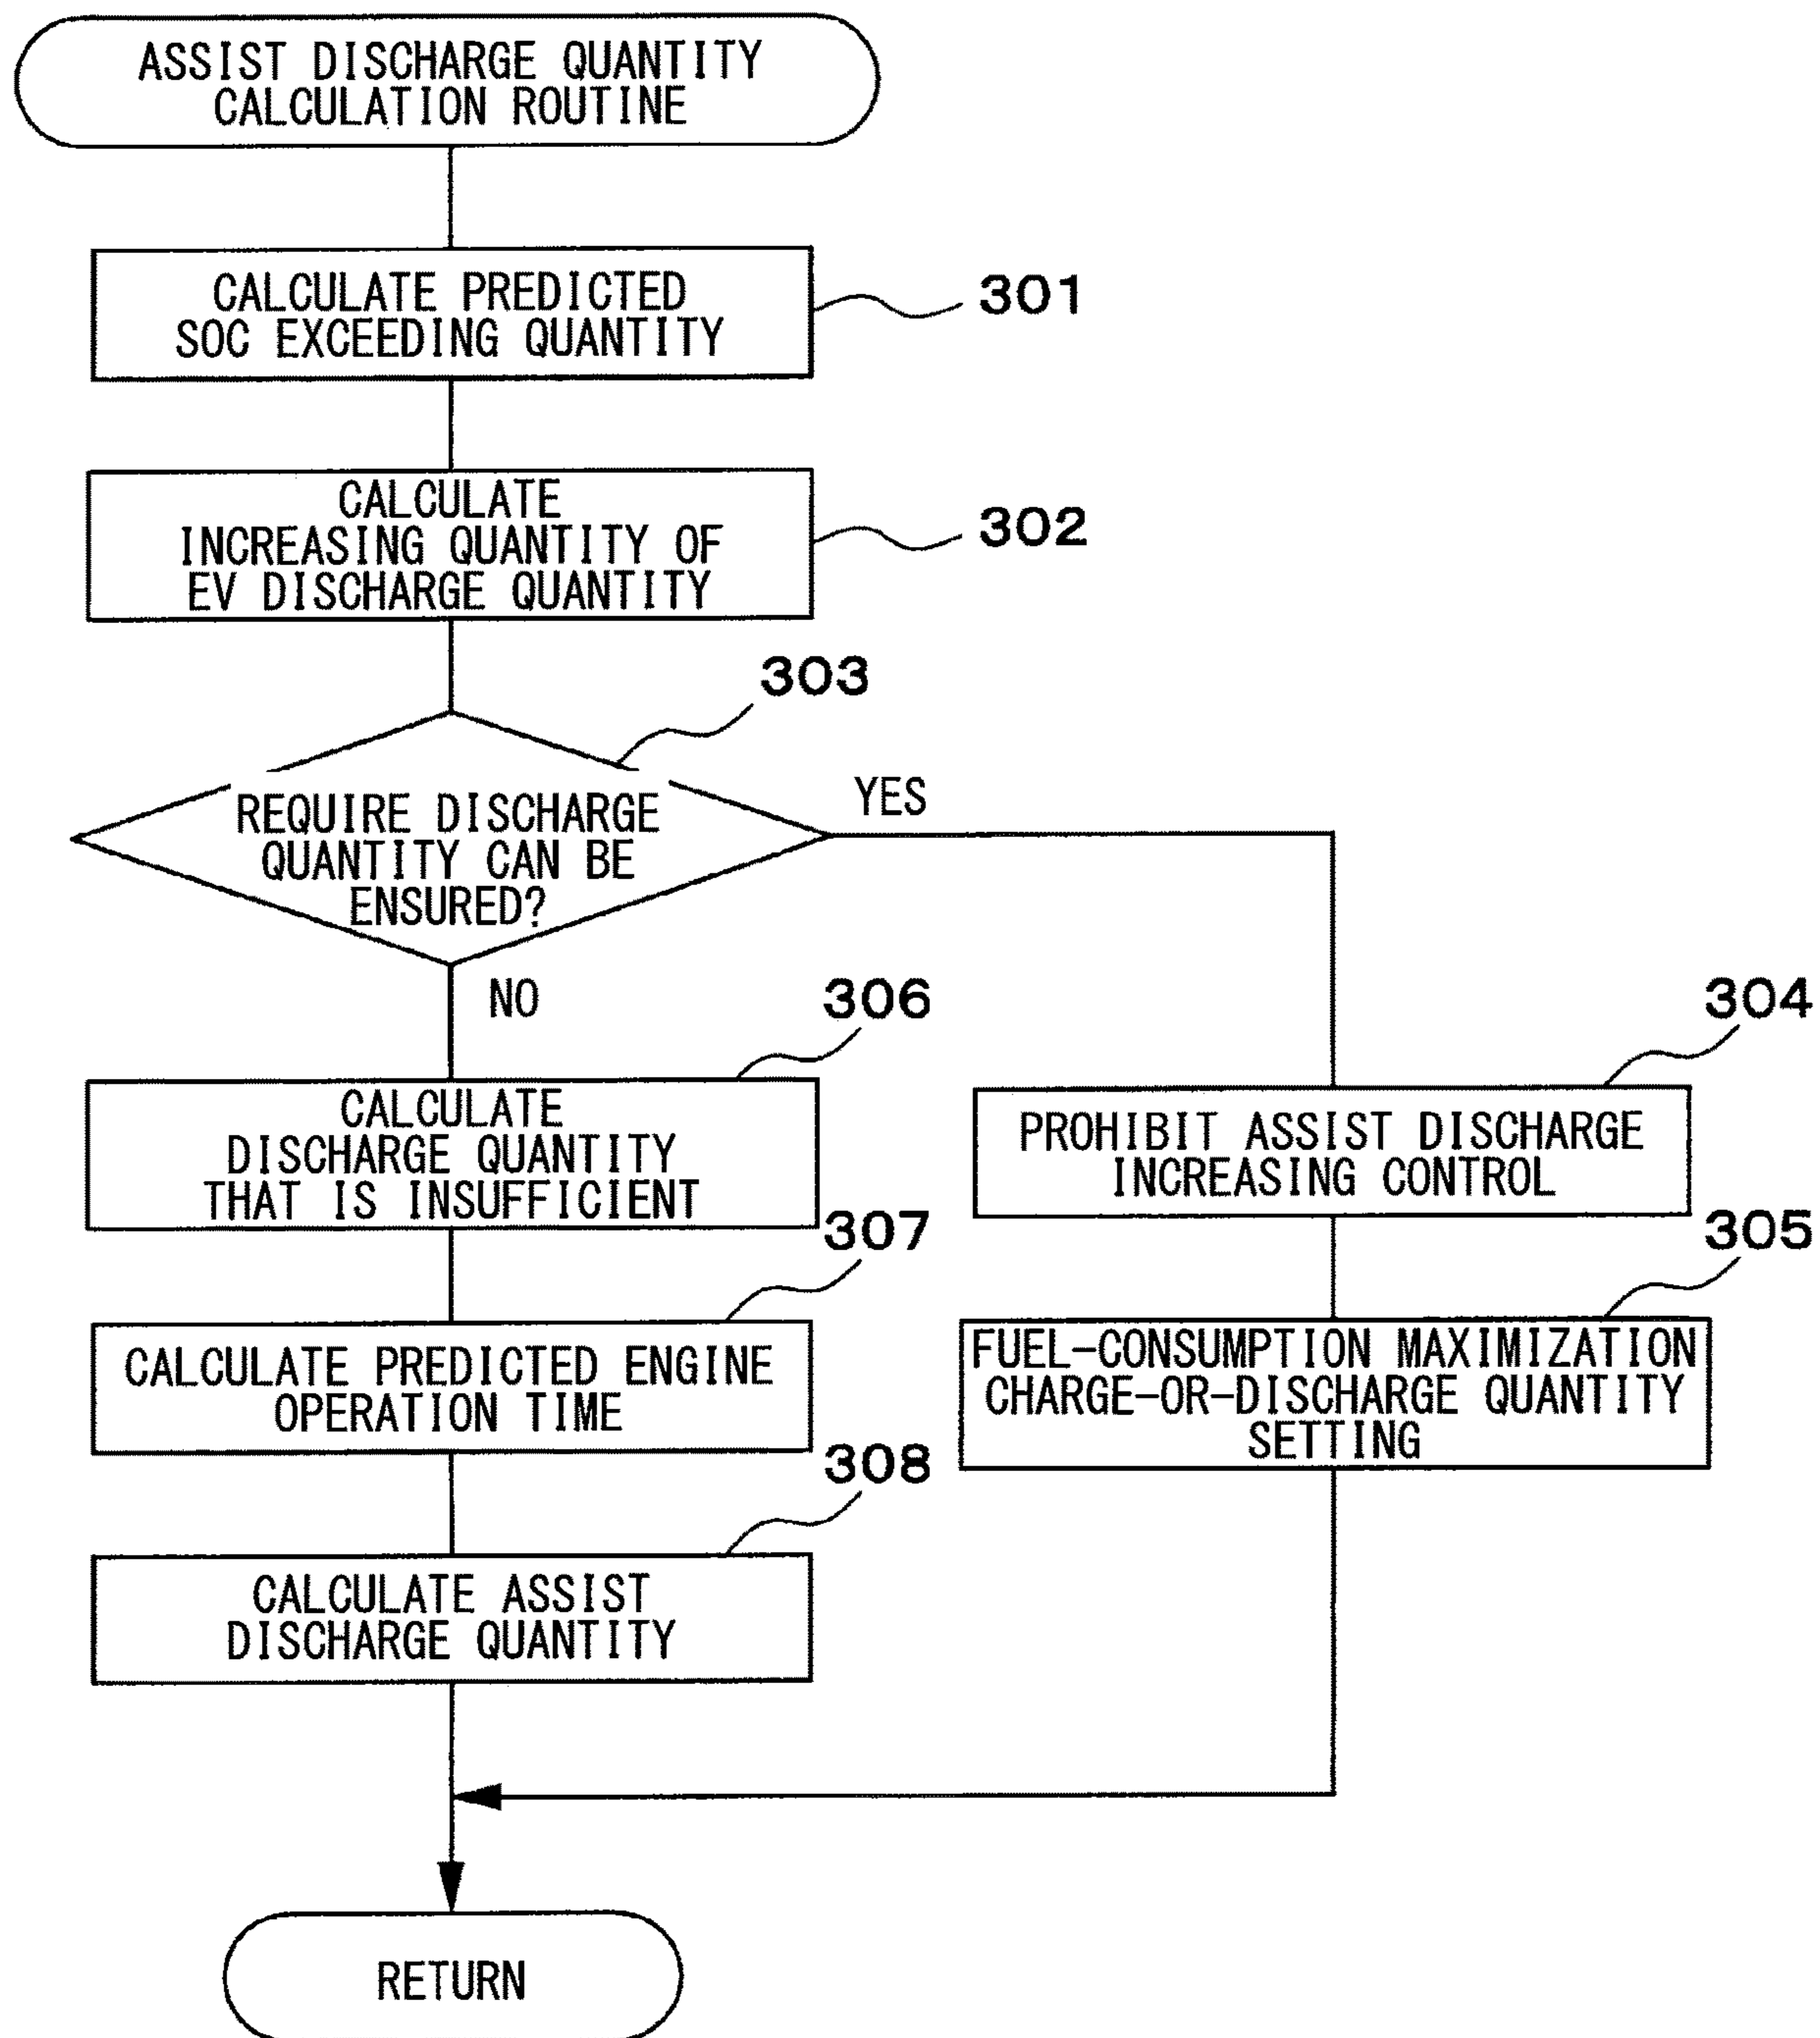 ASSIST DISCHARGE QUANTITY
CALCULATION ROUTINE
CALCULATE PREDICTED
SOC EXCEEDING QUANTITY
301
CALCULATE
INCREASING QUANTITY OF
EV DISCHARGE QUANTITY
302
303
REQUIRE DISCHARGE
QUANTITY CAN BE
ENSURED?
YES
NO
304
PROHIBIT ASSIST DISCHARGE
INCREASING CONTROL
305
FUEL-CONSUMPTION MAXIMIZATION
CHARGE-OR-DISCHARGE QUANTITY
SETTING
306
CALCULATE
DISCHARGE QUANTITY
THAT IS INSUFFICIENT
307
CALCULATE PREDICTED ENGINE
OPERATION TIME
308
CALCULATE ASSIST
DISCHARGE QUANTITY
RETURN